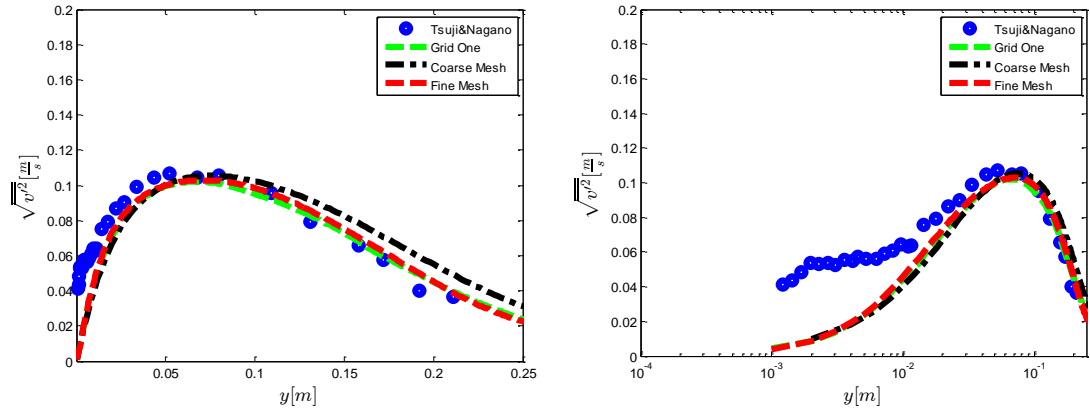 0.2
0.18
0.16
0.14
0.12
0.1
0.08
0.06
0.04
0.02
0
0.05
0.1
0.15
0.2
0.25
y[m]
√v′² [m/s]
Tsuji&Nagano
Grid One
Coarse Mesh
Fine Mesh
0.2
0.18
0.16
0.14
0.12
0.1
0.08
0.06
0.04
0.02
0
10⁻⁴
10⁻³
10⁻²
10⁻¹
y[m]
√v′² [m/s]
Tsuji&Nagano
Grid One
Coarse Mesh
Fine Mesh